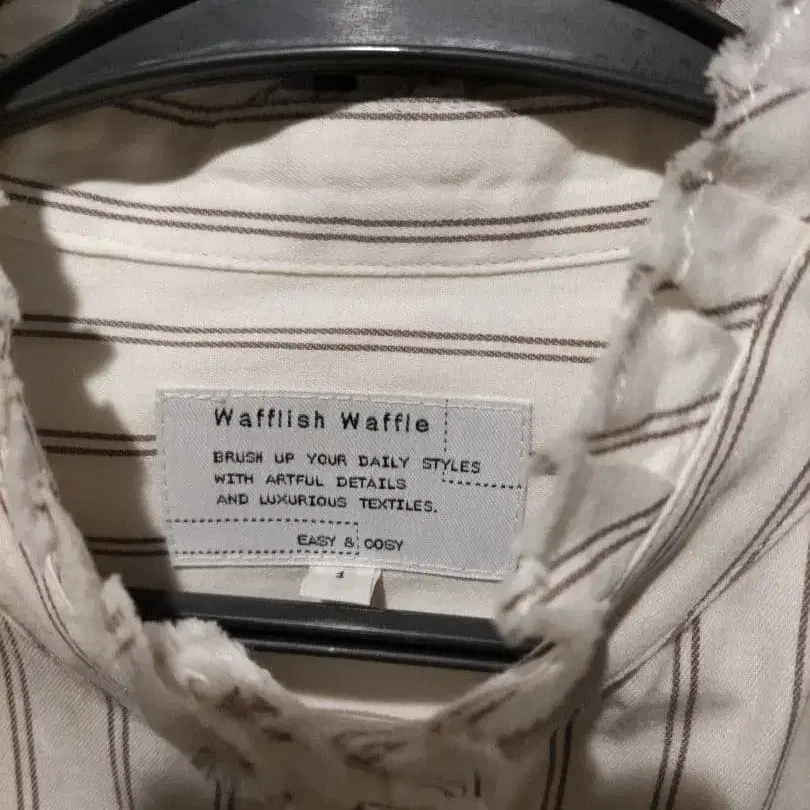 Wafflish Waffle
BRUSH UP YOUR DAILY STYLES
WITH ARTFUL DETAILS
AND LUXURIOUS TEXTILES.
EASY & COSY
1